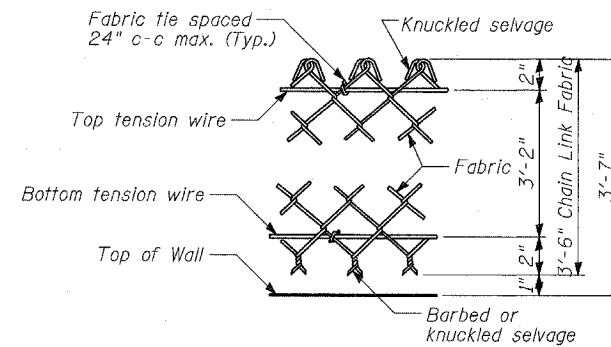 Fabric tie spaced
24" c-c max. (Typ.)
Knuckled selvage
Top tension wire
Fabric
Bottom tension wire
Top of Wall
Barbed or
knuckled selvage
2"
3'-2"
2"
1"
3'-6" Chain Link Fabric
3'-7"